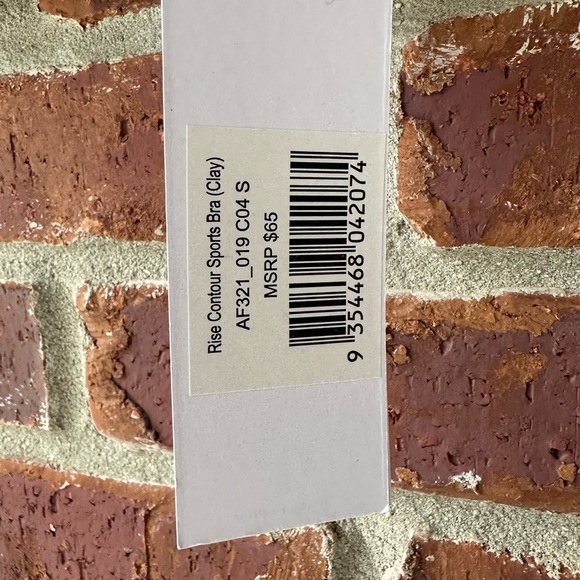 Rise Contour Sports Bra (Clay)
AF321_019 C04 S
MSRP $65
9 354468 042074